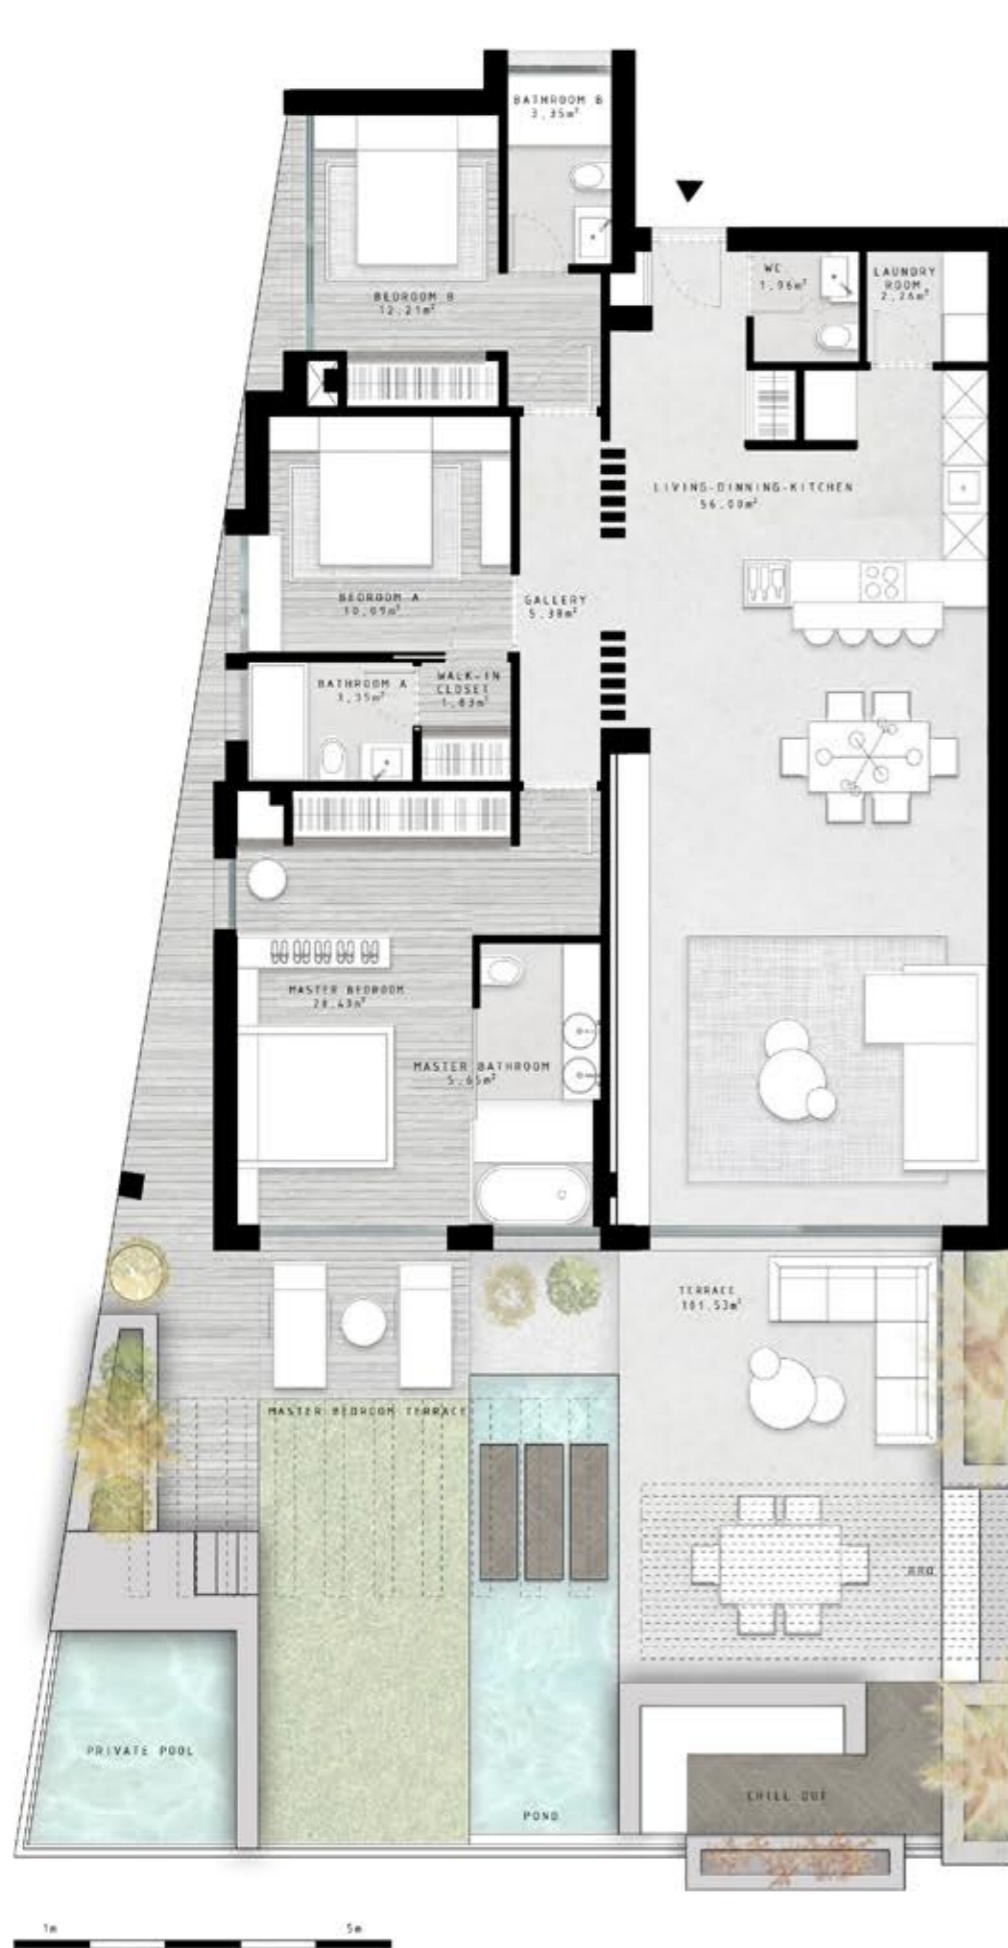 BATHROOM B
3,35m²
WC
1,96m²
LAUNDRY
ROOM
2,26m²
BEDROOM B
12,21m²
LIVING-DINNING-KITCHEN
56,00m²
BEDROOM A
10,09m²
GALLERY
5,38m²
BATHROOM A
3,35m²
WALK-IN
CLOSET
1,83m²
MASTER BEDROOM
20,43m²
MASTER BATHROOM
5,65m²
TERRACE
101,53m²
MASTER BEDROOM TERRACE
BBQ
PRIVATE POOL
CHILL OUT
POND
1m
5m